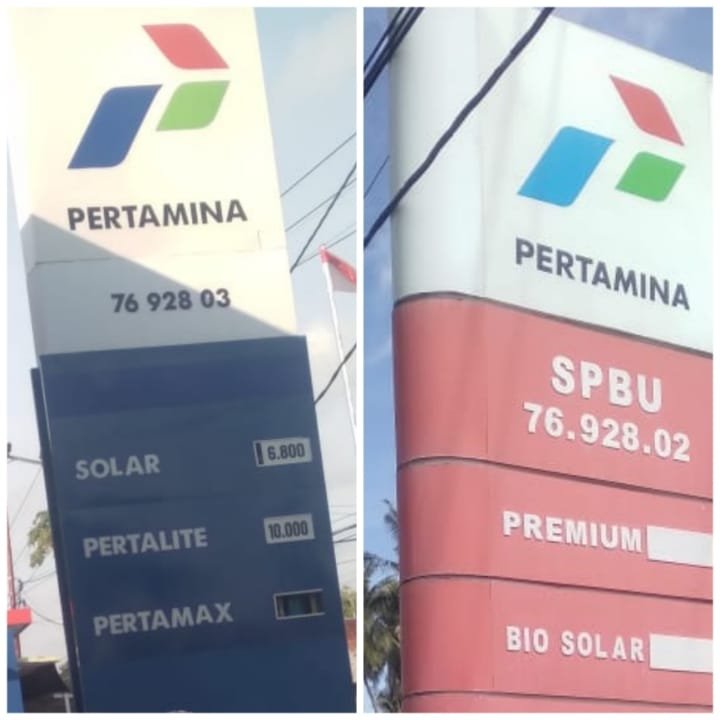 PERTAMINA
76 928 03
SOLAR 6.800
PERTALITE 10.000
PERTAMAX
PERTAMINA
SPBU
76.928.02
PREMIUM
BIO SOLAR